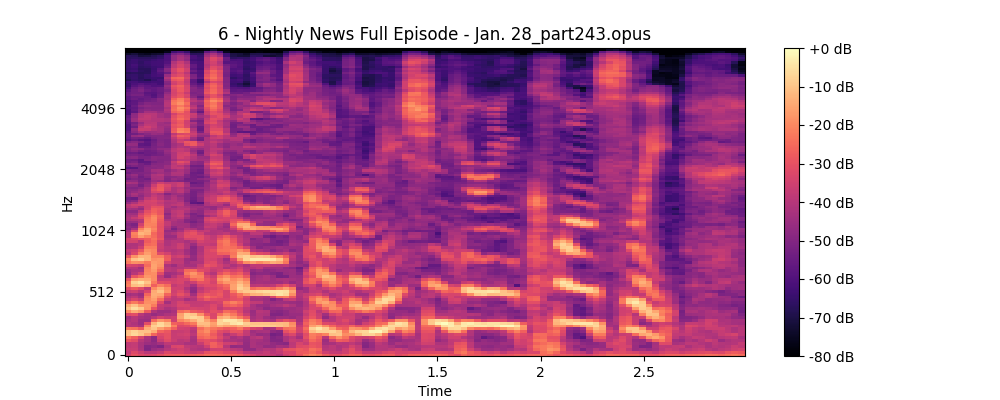 6 - Nightly News Full Episode - Jan. 28_part243.opus
Hz
4096
2048
1024
512
0
0
0.5
1
1.5
2
2.5
Time
+0 dB
-10 dB
-20 dB
-30 dB
-40 dB
-50 dB
-60 dB
-70 dB
-80 dB